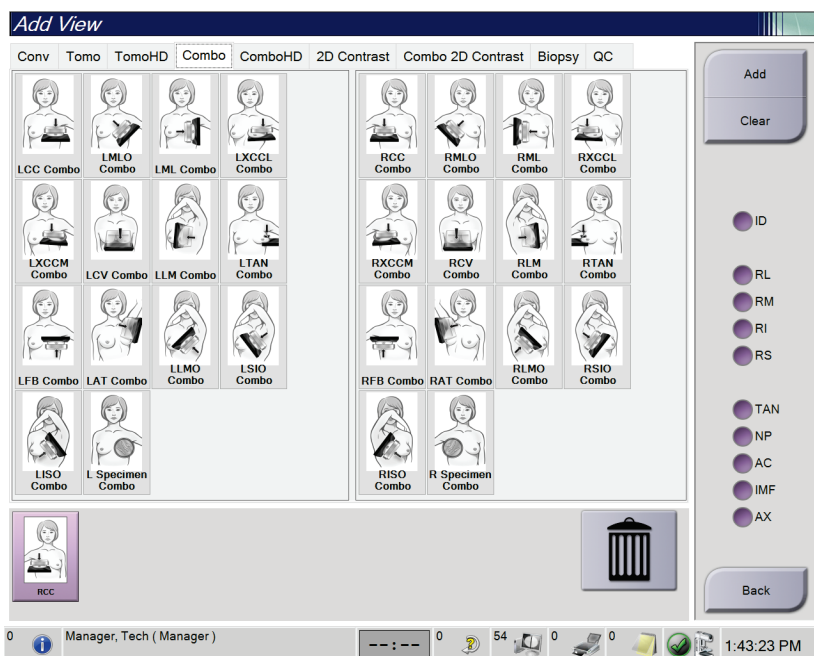 Add View
Conv Tomo TomoHD Combo ComboHD 2D Contrast Combo 2D Contrast Biopsy QC
LCC Combo
LMLO
Combo
LML Combo
LXCCL
Combo
RCC
Combo
RMLO
Combo
RML
Combo
RXCCL
Combo
LXCCM
Combo
LCV Combo
LLM Combo
LTAN
Combo
RXCCM
Combo
RCV
Combo
RLM
Combo
RTAN
Combo
LFB Combo
LAT Combo
LLMO
Combo
LSIO
Combo
RFB Combo
RAT Combo
RLMO
Combo
RSIO
Combo
LISO
Combo
L Specimen
Combo
RISO
Combo
R Specimen
Combo
RCC
Add
Clear
ID
RL
RM
RI
RS
TAN
NP
AC
IMF
AX
Back
0 Manager, Tech ( Manager ) --:-- 0 54 0 0 1:43:23 PM